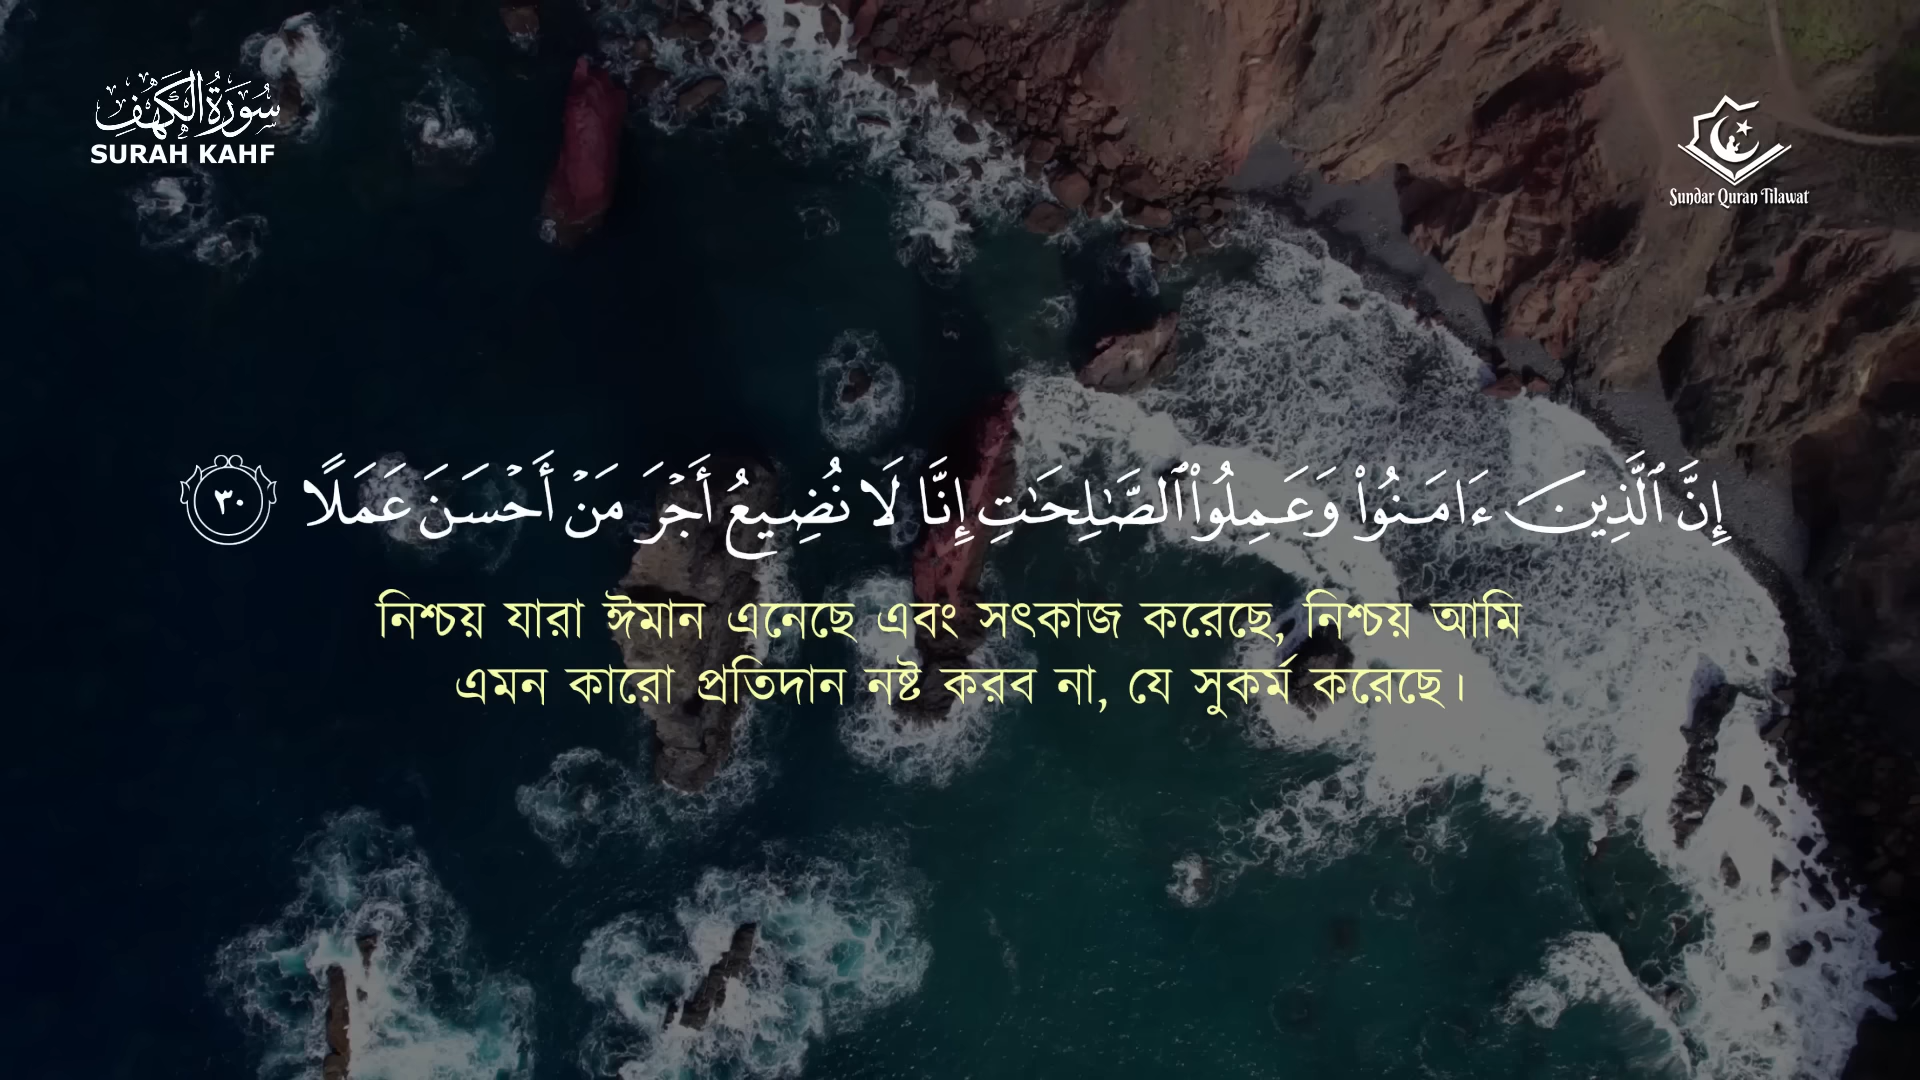 سُورَةُ الْكَهْفِ
SURAH KAHF
Sundar Quran Tilawat
إِنَّ ٱلَّذِينَ ءَامَنُوا۟ وَعَمِلُوا۟ ٱلصَّـٰلِحَـٰتِ إِنَّا لَا نُضِيعُ أَجْرَ مَنْ أَحْسَنَ عَمَلًا ٣٠
নিশ্চয় যারা ঈমান এনেছে এবং সৎকাজ করেছে, নিশ্চয় আমি
এমন কারো প্রতিদান নষ্ট করব না, যে সুকর্ম করেছে।